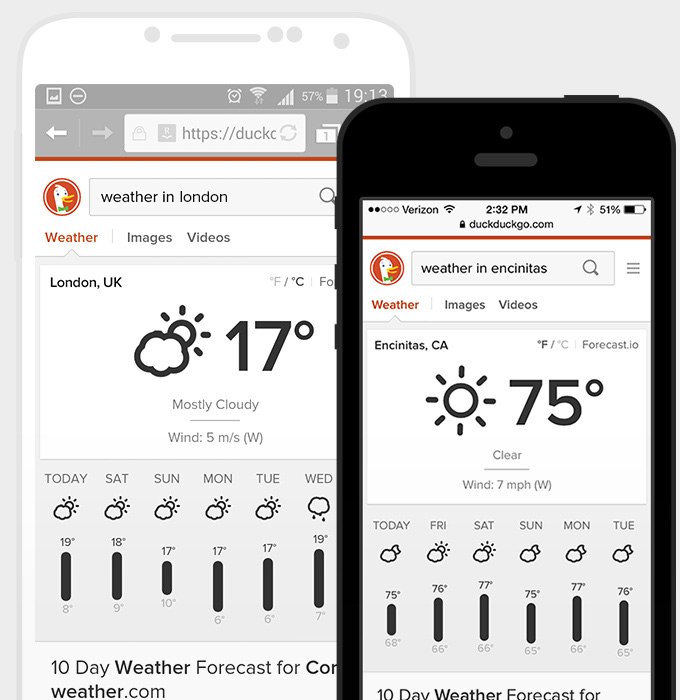 57% 19:13
https://duckc
1
weather in london
Weather Images Videos
London, UK °F / °C
17°
Mostly Cloudy
Wind: 5 m/s (W)
TODAY SAT SUN MON TUE WED
19° 18° 17° 17° 17° 19°
8° 9° 10° 6° 6° 7°
10 Day Weather Forecast for
weather.com
Verizon 2:32 PM 51%
duckduckgo.com
weather in encinitas
Weather Images Videos
Encinitas, CA °F / °C Forecast.io
75°
Clear
Wind: 7 mph (W)
TODAY FRI SAT SUN MON TUE
75° 76° 77° 75° 77° 76°
68° 66° 66° 65° 66° 65°
10 Day Weather Forecast for